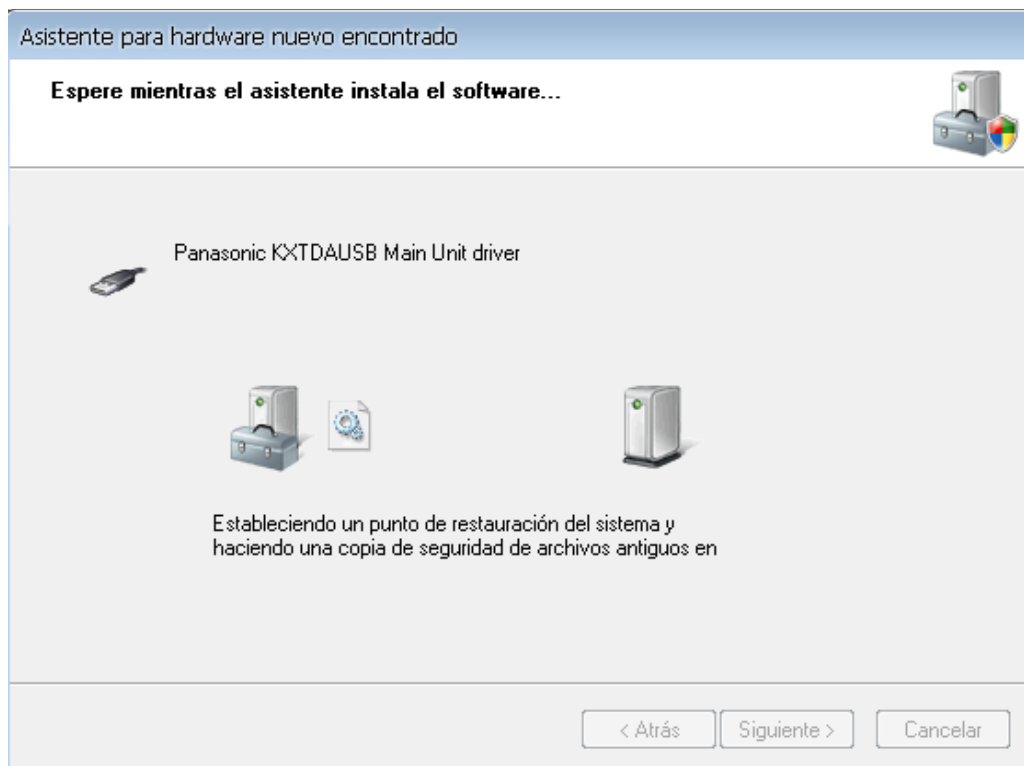 Asistente para hardware nuevo encontrado
Espere mientras el asistente instala el software...
Panasonic KXTDAUSB Main Unit driver
Estableciendo un punto de restauración del sistema y
haciendo una copia de seguridad de archivos antiguos en
< Atrás
Siguiente >
Cancelar